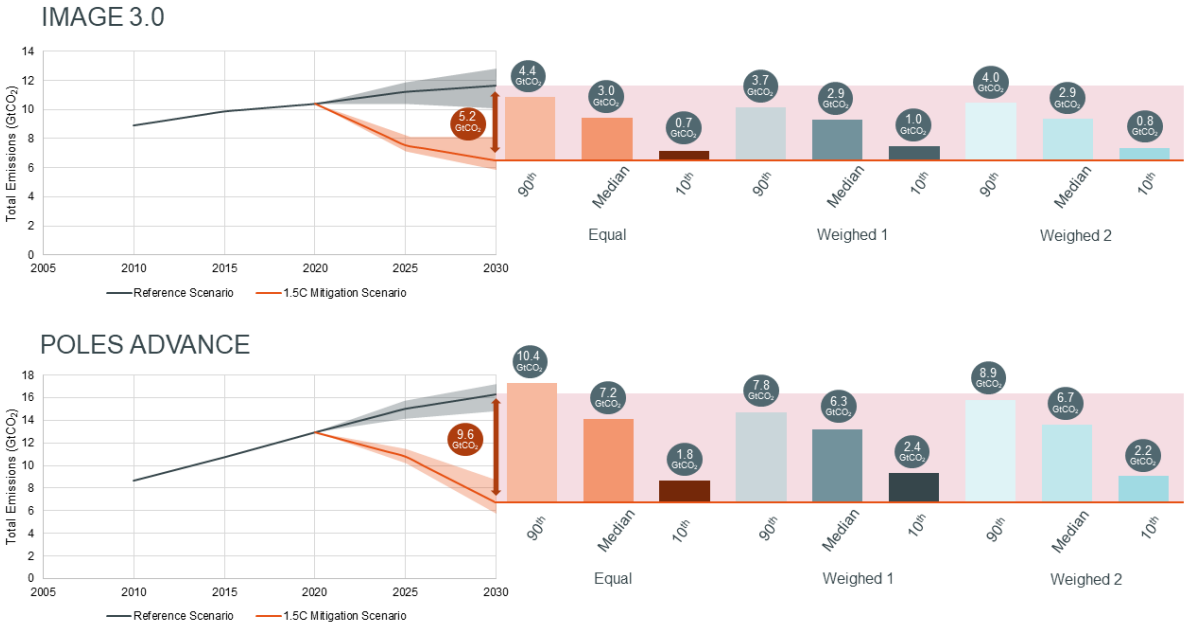 IMAGE 3.0
Total Emissions (GtCO₂)
14
12
10
8
6
4
2
0
2005 2010 2015 2020 2025 2030
Reference Scenario 1.5C Mitigation Scenario
5.2
GtCO₂
4.4
GtCO₂
3.0
GtCO₂
0.7
GtCO₂
3.7
GtCO₂
2.9
GtCO₂
1.0
GtCO₂
4.0
GtCO₂
2.9
GtCO₂
0.8
GtCO₂
90th Median 10th 90th Median 10th 90th Median 10th
Equal Weighed 1 Weighed 2
POLES ADVANCE
Total Emissions (GtCO₂)
18
16
14
12
10
8
6
4
2
0
2005 2010 2015 2020 2025 2030
Reference Scenario 1.5C Mitigation Scenario
9.6
GtCO₂
10.4
GtCO₂
7.2
GtCO₂
1.8
GtCO₂
7.8
GtCO₂
6.3
GtCO₂
2.4
GtCO₂
8.9
GtCO₂
6.7
GtCO₂
2.2
GtCO₂
90th Median 10th 90th Median 10th 90th Median 10th
Equal Weighed 1 Weighed 2